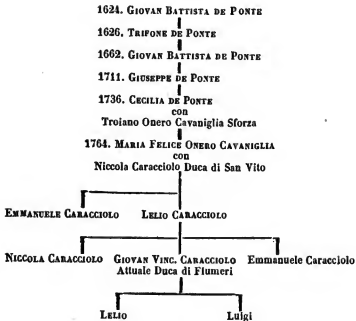 1624. Giovan Battista de Ponte
1626. Trifone de Ponte
1662. Giovan Battista de Ponte
1711. Giuseppe de Ponte
1736. Cecilia de Ponte
con
Troiano Onero Cavaniglia Sforza
1764. Maria Felice Onero Cavaniglia
con
Niccola Caracciolo Duca di San Vito
Emmanuele Caracciolo Lelio Caracciolo
Niccola Caracciolo Giovan Vinc. Caracciolo Emmanuele Caracciolo
Attuale Duca di Flumeri
Lelio Luigi